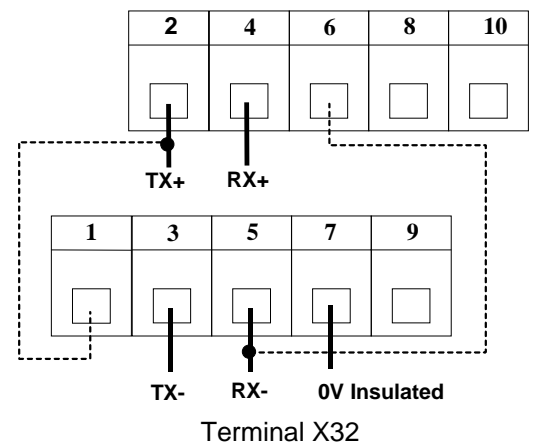 2 4 6 8 10
TX+ RX+
1 3 5 7 9
TX- RX- 0V Insulated
Terminal X32